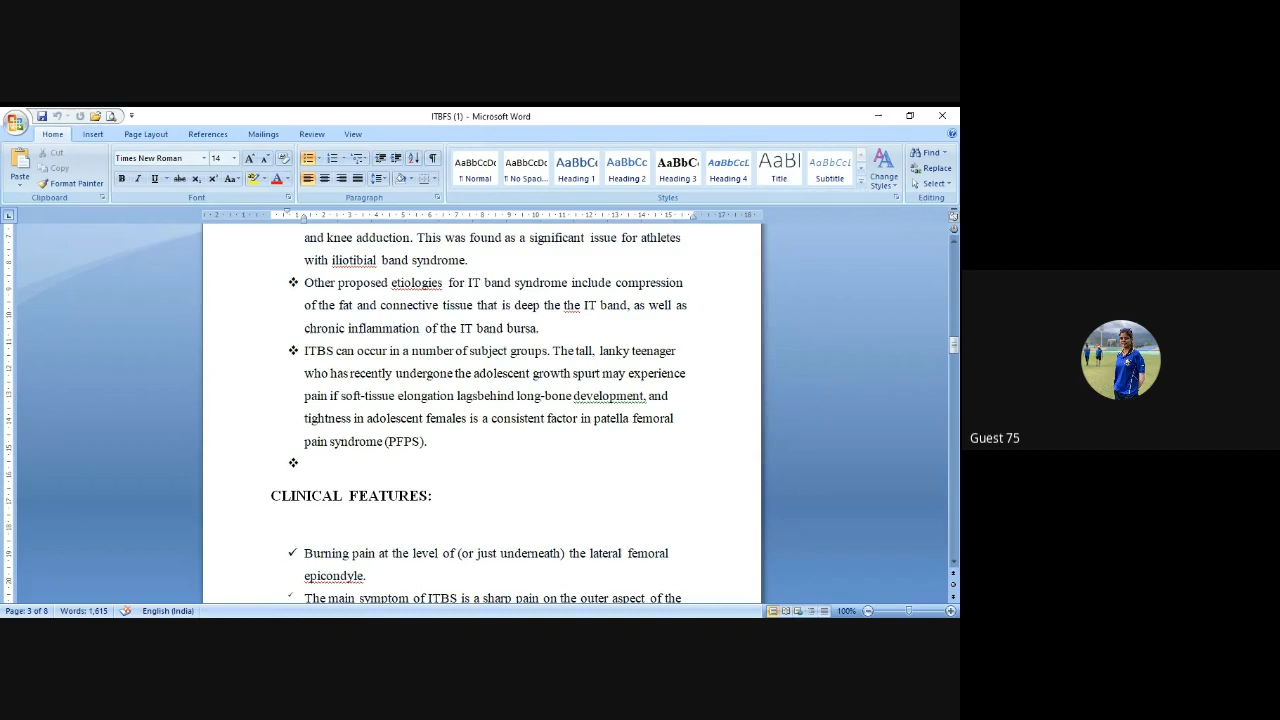 ITBFS (1) - Microsoft Word
Home Insert Page Layout References Mailings Review View
Paste
Cut
Copy
Format Painter
Clipboard
Times New Roman 14
Font
Paragraph
AaBbCcDc AaBbCcDc AaBbCc AaBbCc AaBbC AaBbCcL AaBl AaBbCcL
¶ Normal ¶ No Spaci... Heading 1 Heading 2 Heading 3 Heading 4 Title Subtitle
Change Styles
Styles
Find
Replace
Select
Editing
and knee adduction. This was found as a significant issue for athletes
with iliotibial band syndrome.
❖ Other proposed etiologies for IT band syndrome include compression
of the fat and connective tissue that is deep the the IT band, as well as
chronic inflammation of the IT band bursa.
❖ ITBS can occur in a number of subject groups. The tall, lanky teenager
who has recently undergone the adolescent growth spurt may experience
pain if soft-tissue elongation lagsbehind long-bone development, and
tightness in adolescent females is a consistent factor in patella femoral
pain syndrome (PFPS).
❖
CLINICAL FEATURES:
✓ Burning pain at the level of (or just underneath) the lateral femoral
epicondyle.
✓ The main symptom of ITBS is a sharp pain on the outer aspect of the
Page: 3 of 8 Words: 1,615 English (India) 100%
Guest 75